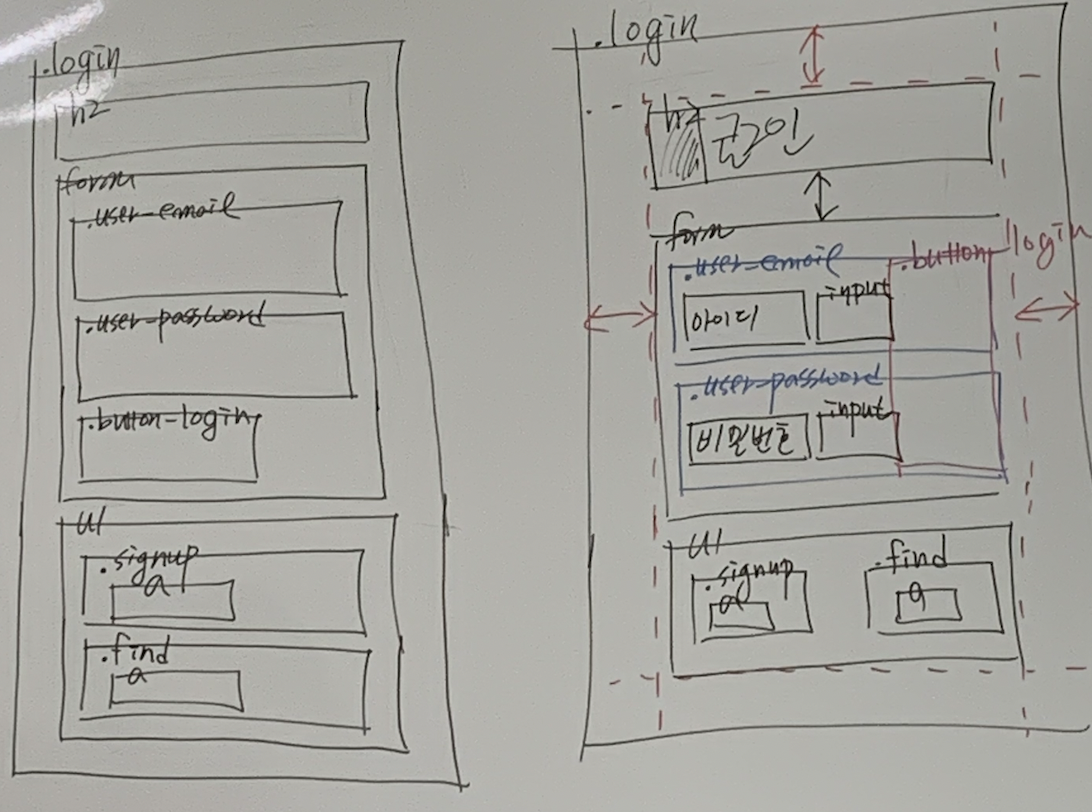 .login
h2
form
.user-email
.user-password
.button-login
ul
.signup
a
.find
a
.login
h2 로그인
form
.user-email
.button login
아이디 input
.user-password
비밀번호 input
ul
.signup
a
.find
a